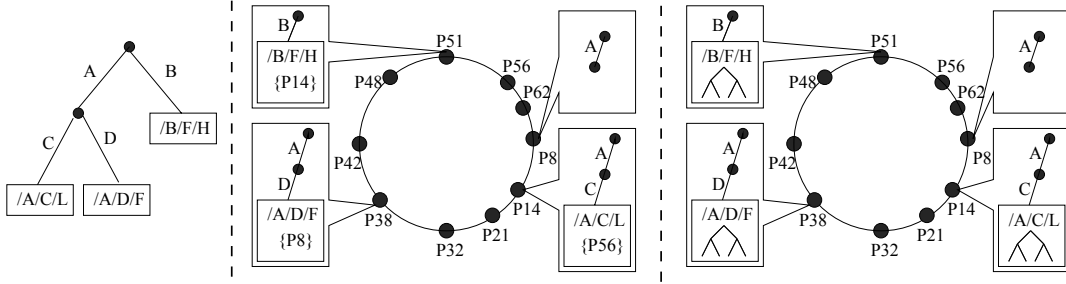 A
B
C
D
/B/F/H
/A/C/L
/A/D/F
B
/B/F/H
{P14}
A
D
/A/D/F
{P8}
P51
P56
P62
P8
P14
P21
P32
P38
P42
P48
A
A
C
/A/C/L
{P56}
B
/B/F/H
A
D
/A/D/F
P51
P56
P62
P8
P14
P21
P32
P38
P42
P48
A
A
C
/A/C/L